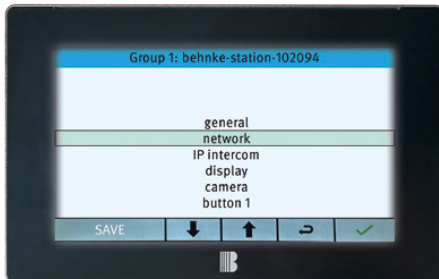 Group 1: behnke-station-102094
general
network
IP intercom
display
camera
button 1
SAVE